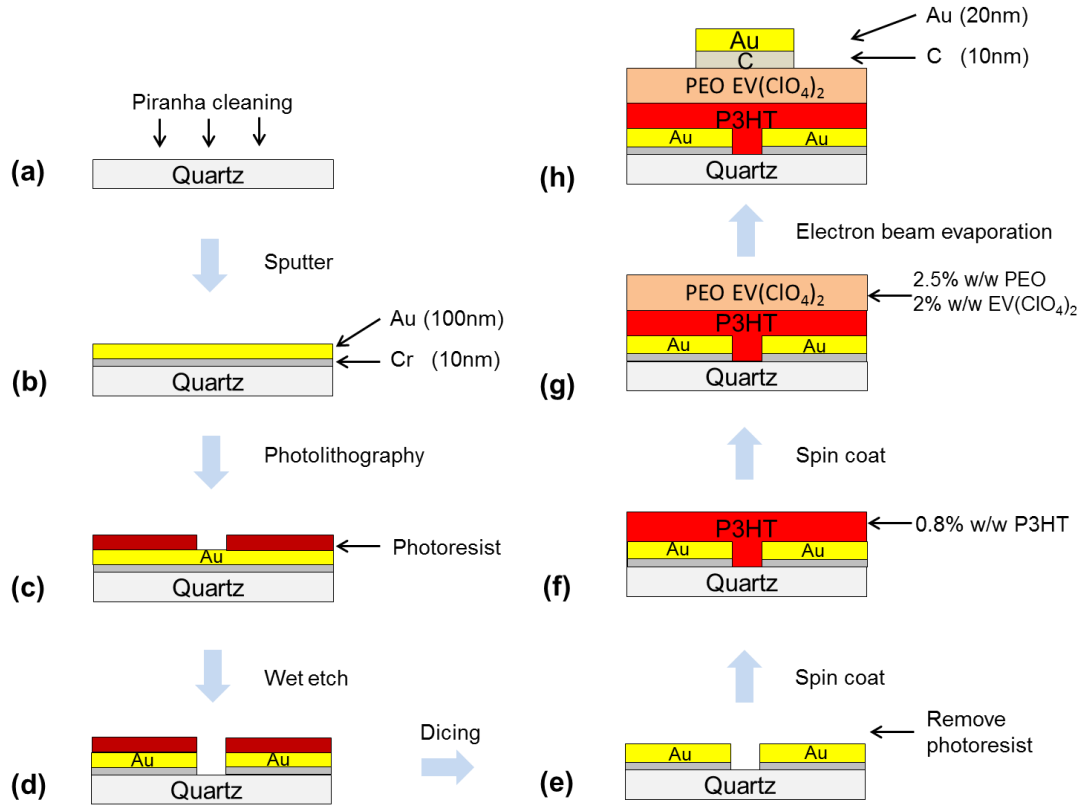 Piranha cleaning
Quartz
(a)
Sputter
Au (100nm)
Cr (10nm)
Quartz
(b)
Photolithography
Photoresist
Au
Quartz
(c)
Wet etch
Au Au
Quartz
(d)
Dicing
Remove
photoresist
Au Au
Quartz
(e)
Spin coat
0.8% w/w P3HT
P3HT
Au Au
Quartz
(f)
Spin coat
2.5% w/w PEO
2% w/w EV(ClO₄)₂
PEO EV(ClO₄)₂
P3HT
Au Au
Quartz
(g)
Electron beam evaporation
Au (20nm)
C (10nm)
Au
C
PEO EV(ClO₄)₂
P3HT
Au Au
Quartz
(h)